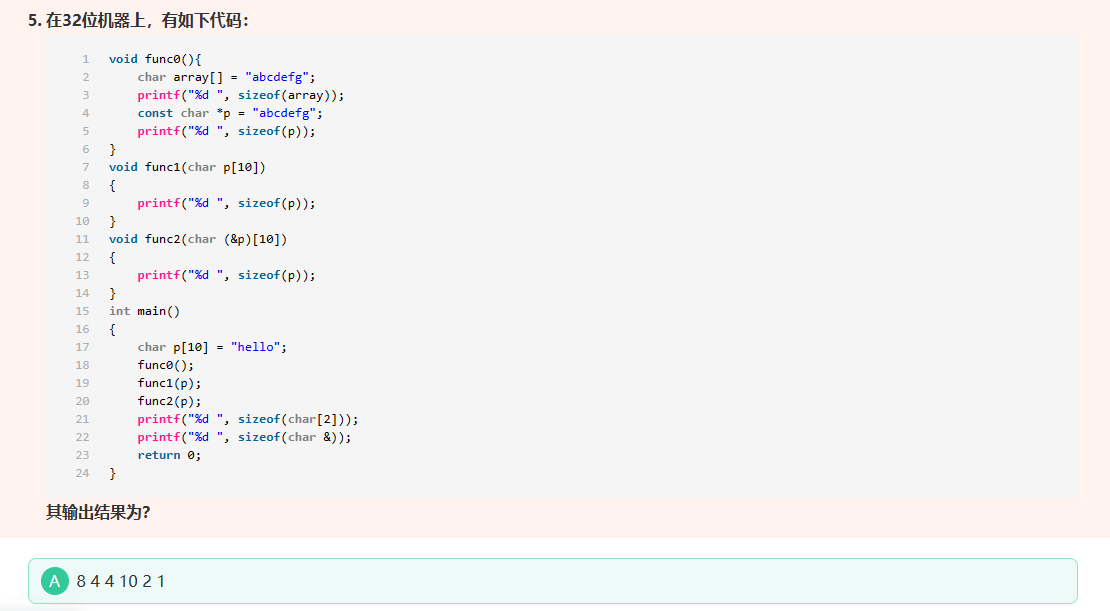 5. 在32位机器上，有如下代码：
1 void func0(){
2     char array[] = "abcdefg";
3     printf("%d ", sizeof(array));
4     const char *p = "abcdefg";
5     printf("%d ", sizeof(p));
6 }
7 void func1(char p[10])
8 {
9     printf("%d ", sizeof(p));
10 }
11 void func2(char (&p)[10])
12 {
13     printf("%d ", sizeof(p));
14 }
15 int main()
16 {
17     char p[10] = "hello";
18     func0();
19     func1(p);
20     func2(p);
21     printf("%d ", sizeof(char[2]));
22     printf("%d ", sizeof(char &));
23     return 0;
24 }
其输出结果为?
A 8 4 4 10 2 1